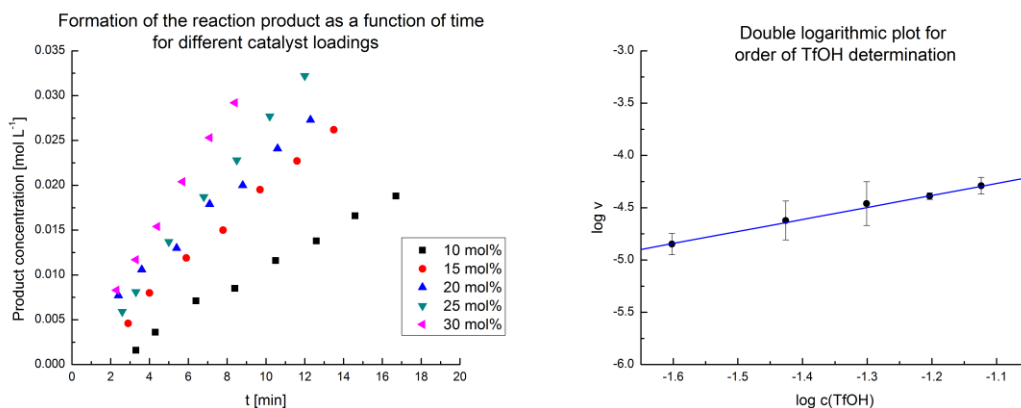 Formation of the reaction product as a function of time
for different catalyst loadings
Product concentration [mol L⁻¹]
0.035
0.030
0.025
0.020
0.015
0.010
0.005
0.000
0 2 4 6 8 10 12 14 16 18 20
t [min]
10 mol%
15 mol%
20 mol%
25 mol%
30 mol%
Double logarithmic plot for
order of TfOH determination
log v
-3.0
-3.5
-4.0
-4.5
-5.0
-5.5
-6.0
-1.6 -1.5 -1.4 -1.3 -1.2 -1.1
log c(TfOH)